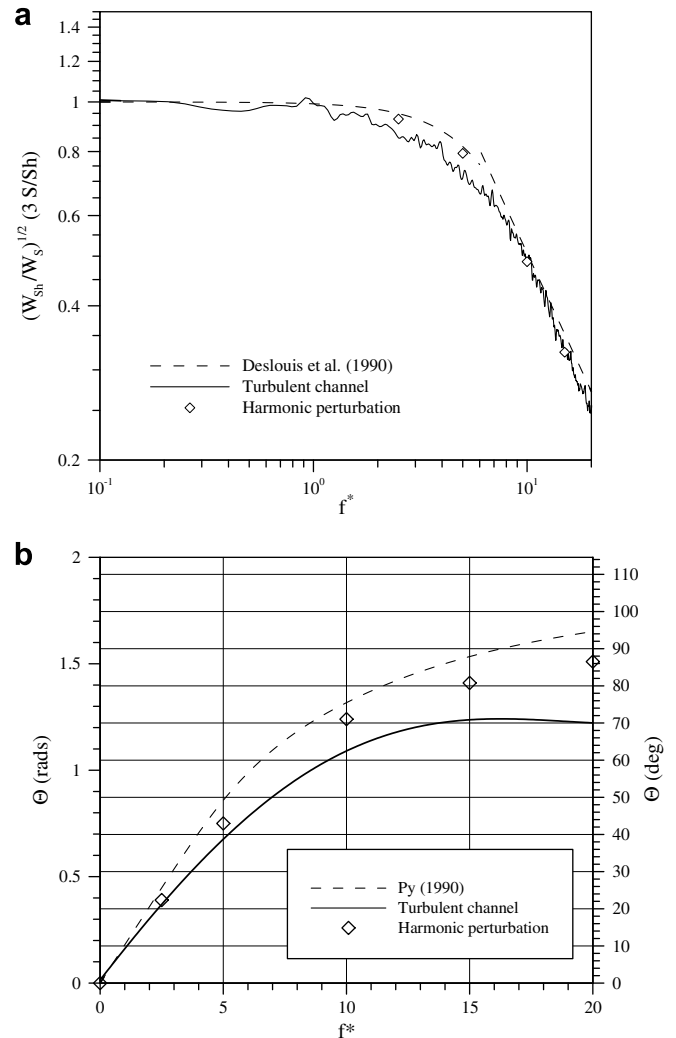 a
1.4
1.2
1
0.8
0.6
0.4
0.2
(W_Sh/W_S)^1/2 (3 S/Sh)
Deslouis et al. (1990)
Turbulent channel
Harmonic perturbation
10^-1 10^0 10^1
f*
b
2
1.5
1
0.5
0
Θ (rads)
110
100
90
80
70
60
50
40
30
20
10
0
Θ (deg)
Py (1990)
Turbulent channel
Harmonic perturbation
0 5 10 15 20
f*